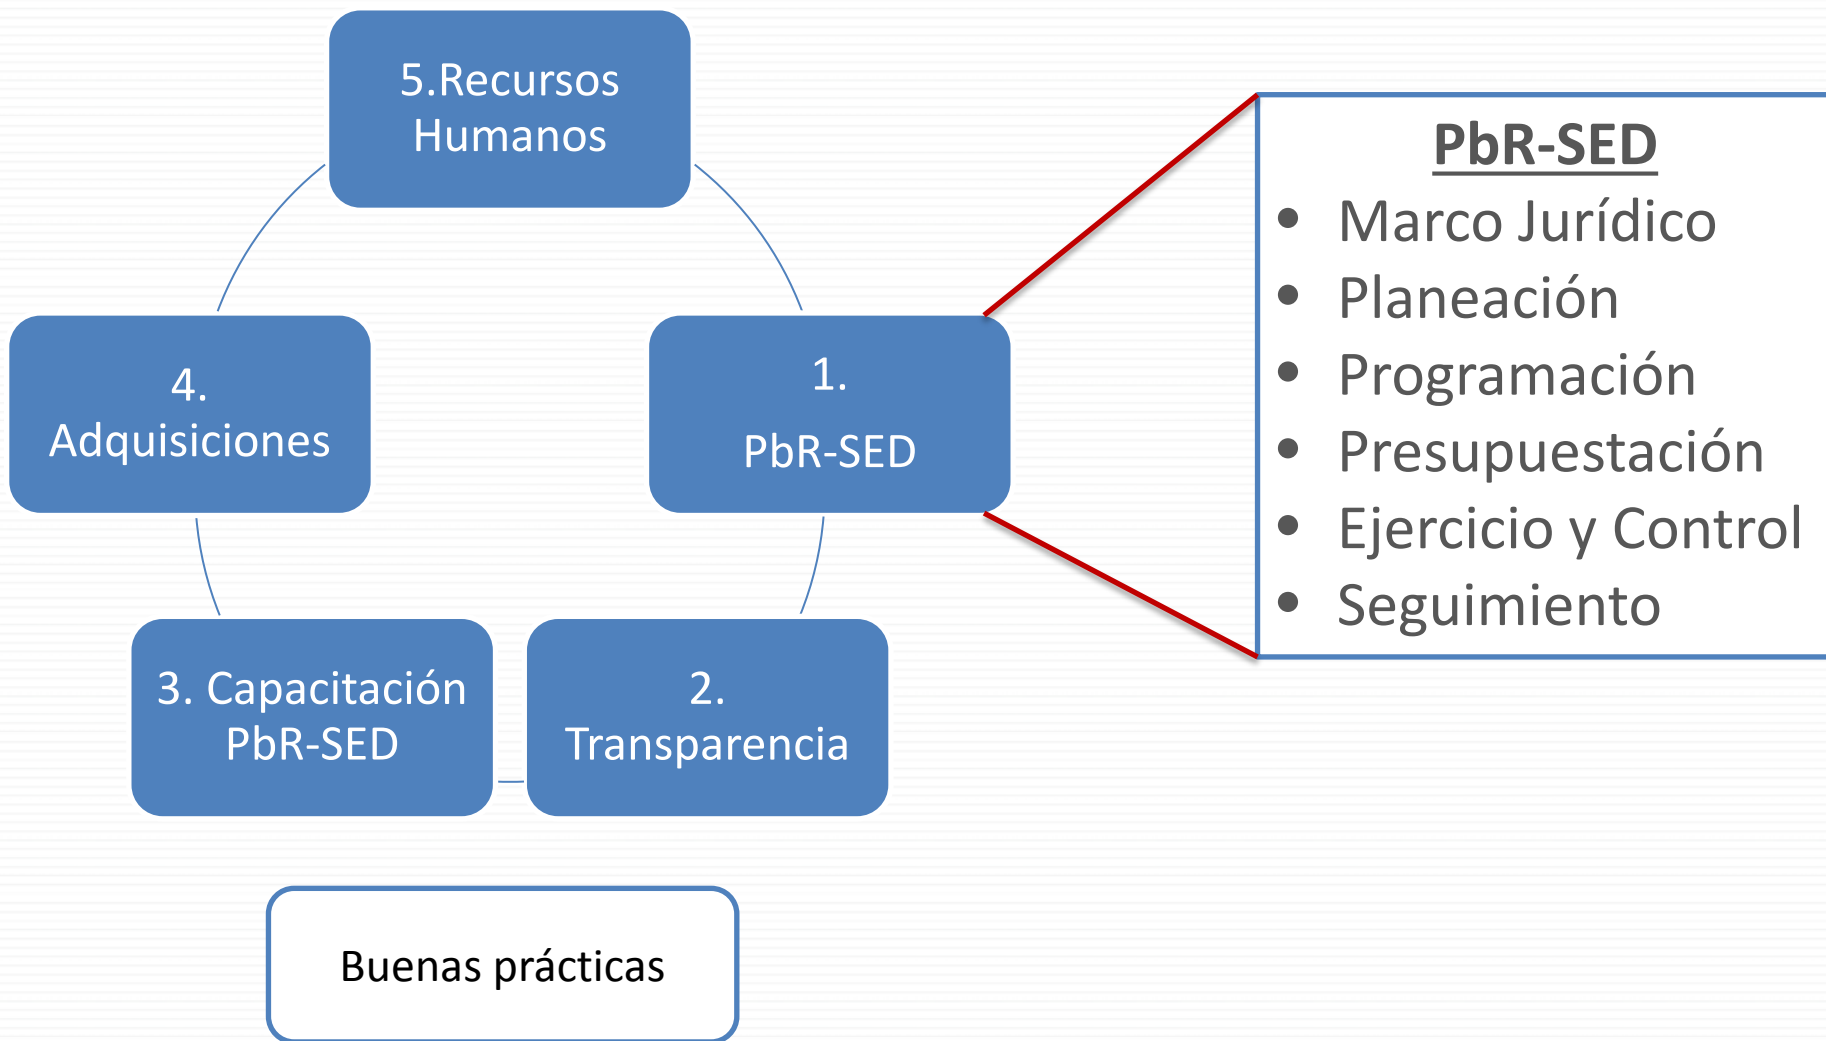 5.Recursos
Humanos
1.
PbR-SED
2.
Transparencia
3. Capacitación
PbR-SED
4.
Adquisiciones
Buenas prácticas
PbR-SED
• Marco Jurídico
• Planeación
• Programación
• Presupuestación
• Ejercicio y Control
• Seguimiento